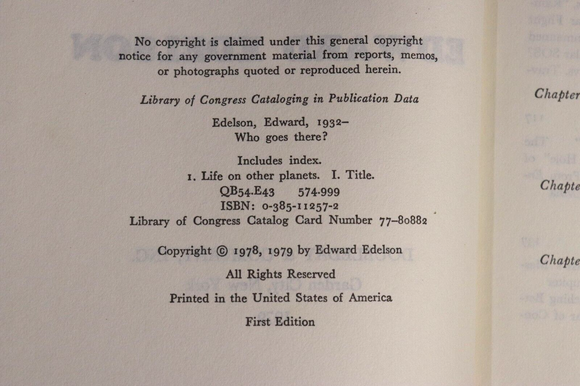 No copyright is claimed under this general copyright
notice for any government material from reports, memos,
or photographs quoted or reproduced herein.
Library of Congress Cataloging in Publication Data
Edelson, Edward, 1932–
Who goes there?
Includes index.
1. Life on other planets. I. Title.
QB54.E43 574-999
ISBN: 0-385-11257-2
Library of Congress Catalog Card Number 77-80882
Copyright © 1978, 1979 by Edward Edelson
All Rights Reserved
Printed in the United States of America
First Edition
Chapter
Chapte
Chapte